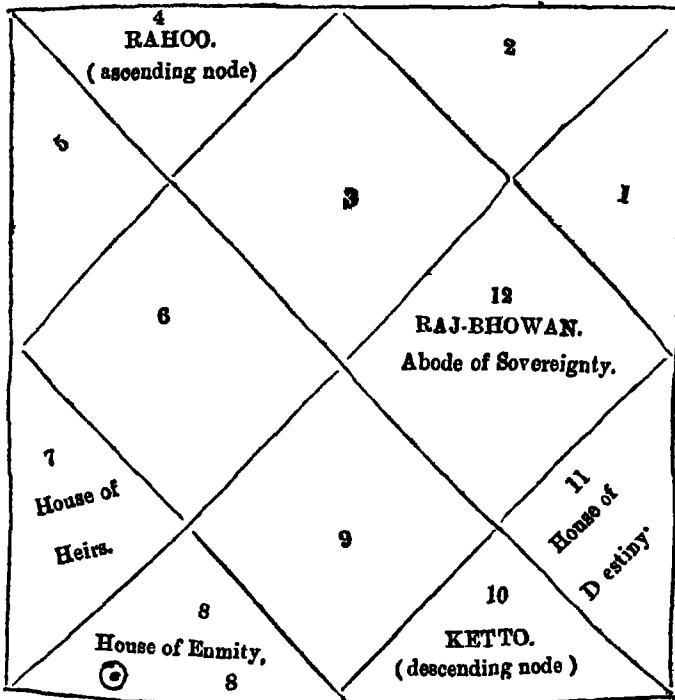 4
RAHOO.
( ascending node)
2
5
3
1
6
12
RAJ-BHOWAN.
Abode of Sovereignty.
7
House of
Heirs.
11
House of
Destiny.
9
8
House of Enmity,
8
10
KETTO.
(descending node )